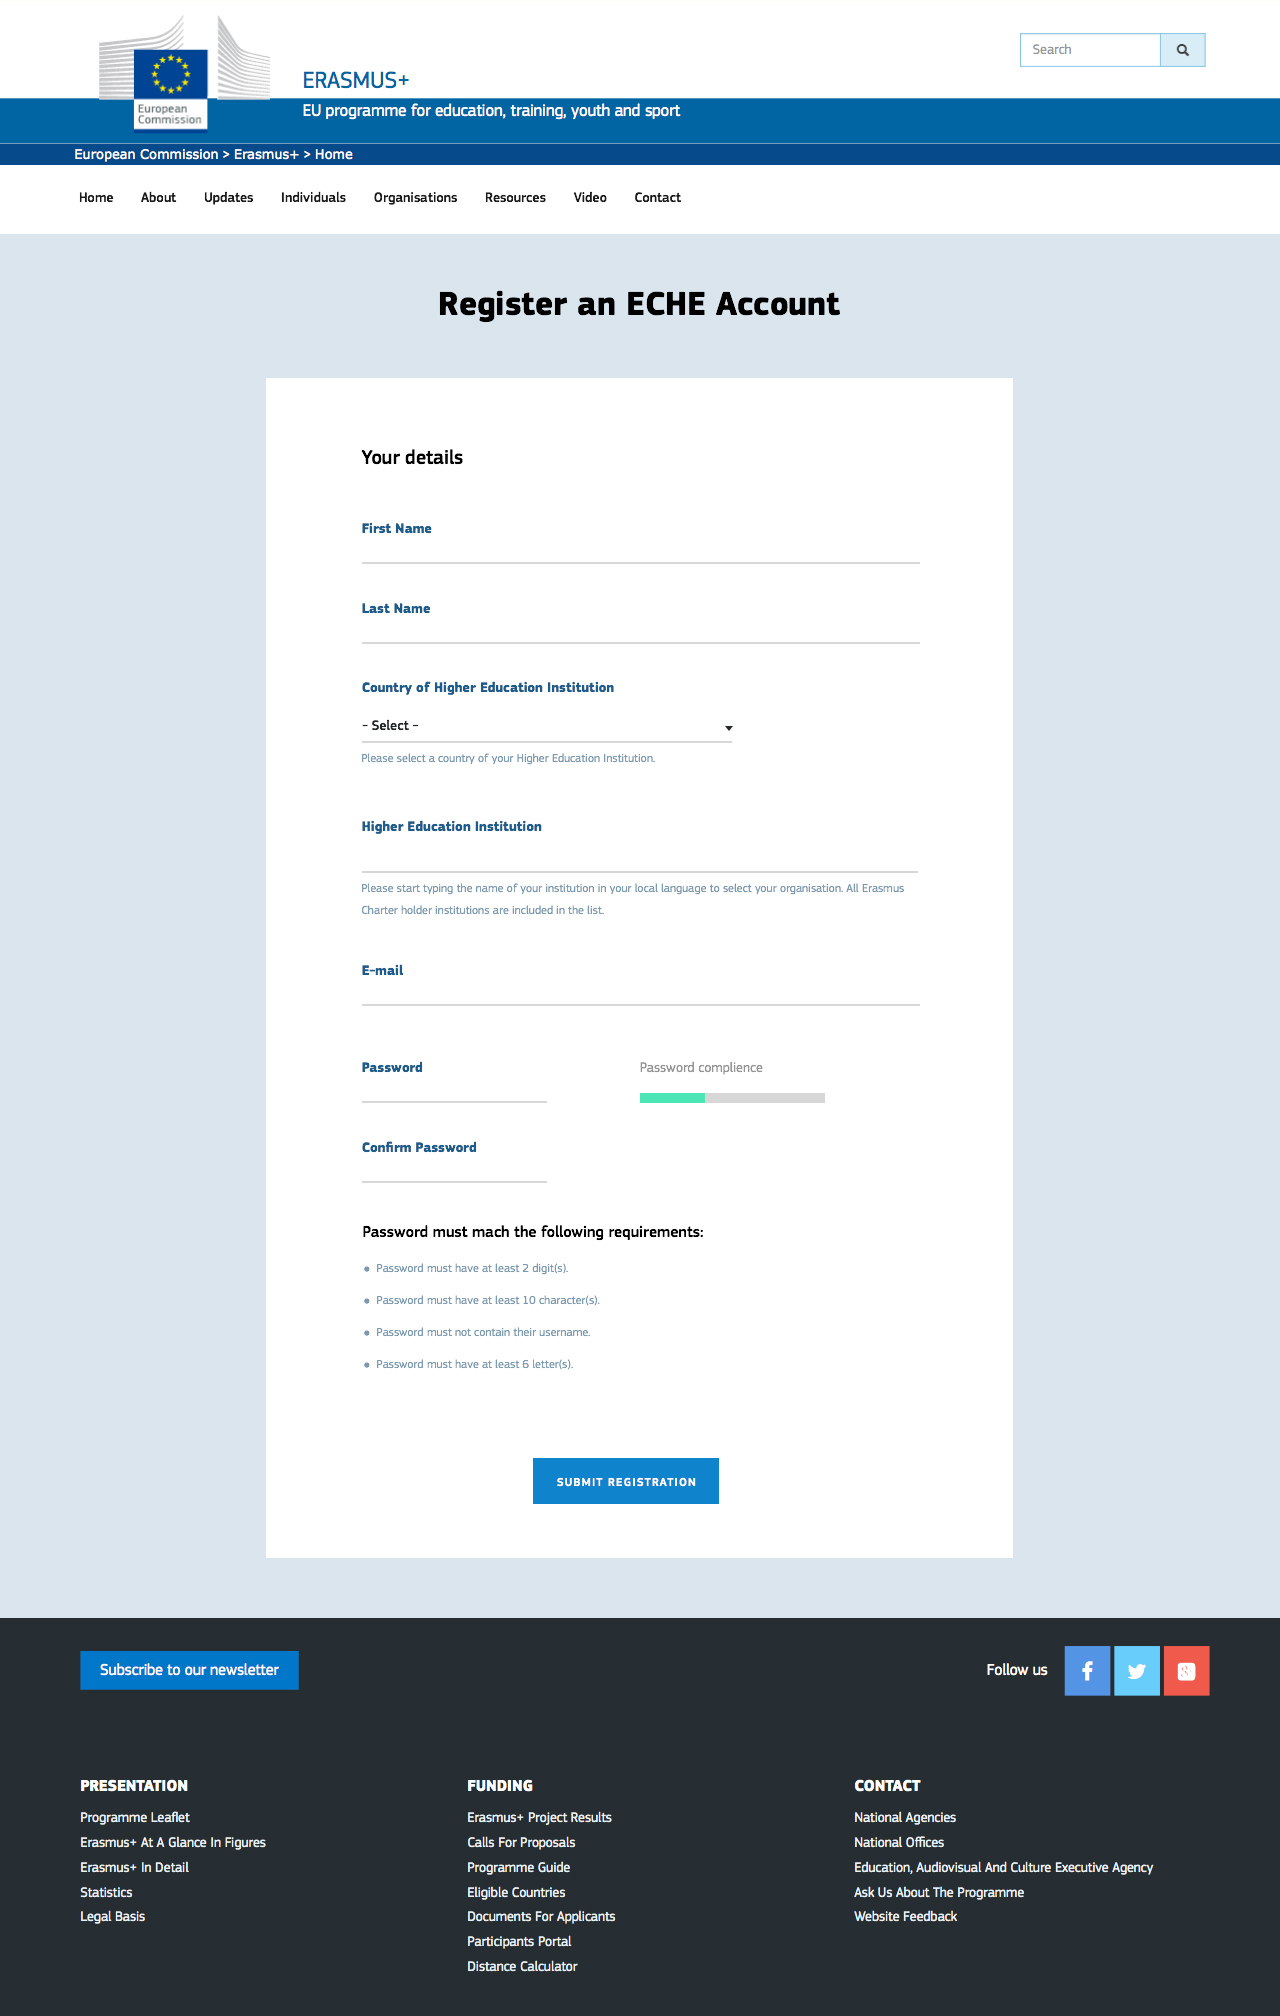 Search
ERASMUS+
EU programme for education, training, youth and sport
European
Commission
European Commission > Erasmus+ > Home
Home About Updates Individuals Organisations Resources Video Contact
Register an ECHE Account
Your details
First Name
Last Name
Country of Higher Education Institution
- Select -
Please select a country of your Higher Education Institution.
Higher Education Institution
Please start typing the name of your institution in your local language to select your organisation. All Erasmus
Charter holder institutions are included in the list.
E-mail
Password
Password complience
Confirm Password
Password must mach the following requirements:
Password must have at least 2 digit(s).
Password must have at least 10 character(s).
Password must not contain their username.
Password must have at least 6 letter(s).
SUBMIT REGISTRATION
Subscribe to our newsletter
Follow us
PRESENTATION
Programme Leaflet
Erasmus+ At A Glance In Figures
Erasmus+ In Detail
Statistics
Legal Basis
FUNDING
Erasmus+ Project Results
Calls For Proposals
Programme Guide
Eligible Countries
Documents For Applicants
Participants Portal
Distance Calculator
CONTACT
National Agencies
National Offices
Education, Audiovisual And Culture Executive Agency
Ask Us About The Programme
Website Feedback